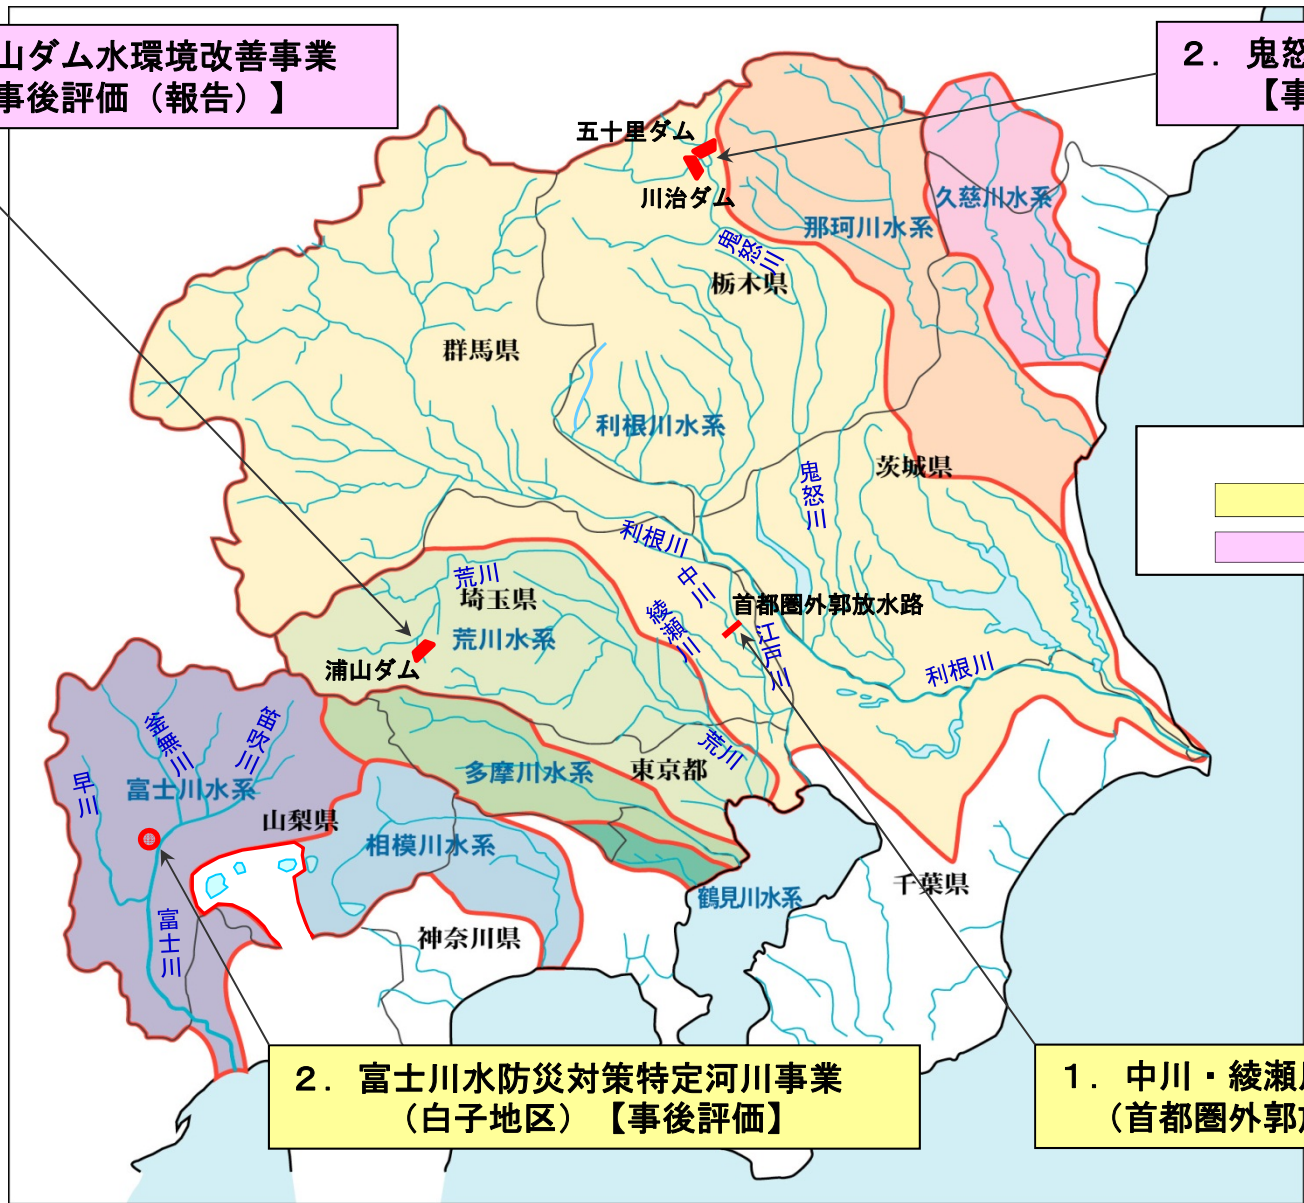 山ダム水環境改善事業
事後評価（報告）】
２．鬼怒
【事
五十里ダム
川治ダム
久慈川水系
那珂川水系
鬼怒川
栃木県
群馬県
利根川水系
茨城県
鬼怒川
利根川
荒川
中川
埼玉県
首都圏外郭放水路
綾瀬川
荒川水系
江戸川
浦山ダム
利根川
釜無川
笛吹川
荒川
早川
多摩川水系
東京都
富士川水系
山梨県
相模川水系
千葉県
鶴見川水系
富士川
神奈川県
２．富士川水防災対策特定河川事業
（白子地区）【事後評価】
１．中川・綾瀬川
（首都圏外郭放